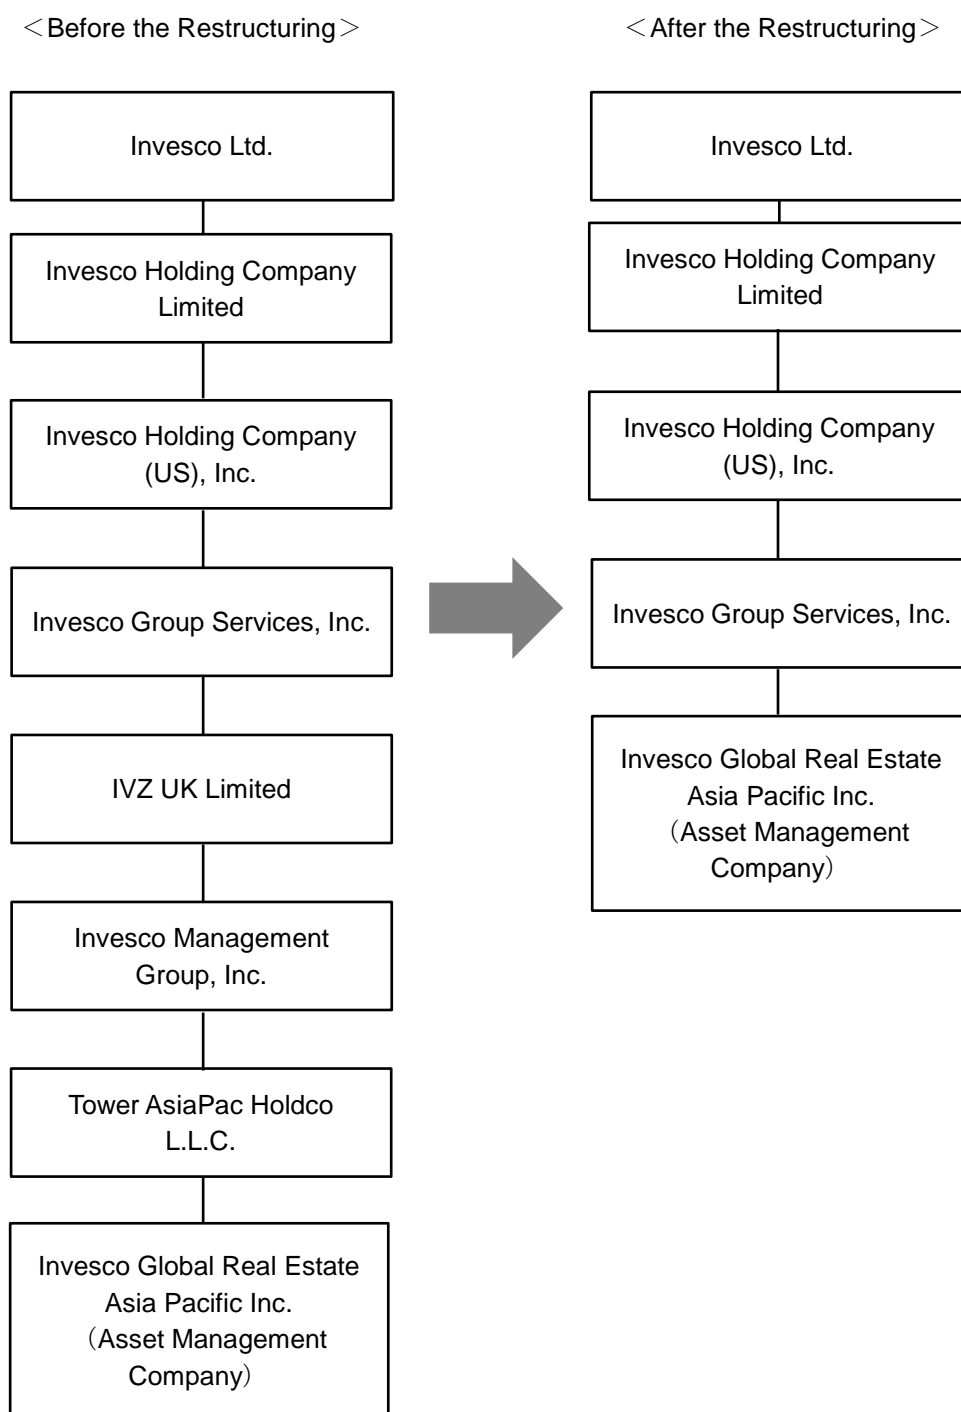 ＜Before the Restructuring＞
Invesco Ltd.
Invesco Holding Company
Limited
Invesco Holding Company
(US), Inc.
Invesco Group Services, Inc.
IVZ UK Limited
Invesco Management
Group, Inc.
Tower AsiaPac Holdco
L.L.C.
Invesco Global Real Estate
Asia Pacific Inc.
（Asset Management
Company）
＜After the Restructuring＞
Invesco Ltd.
Invesco Holding Company
Limited
Invesco Holding Company
(US), Inc.
Invesco Group Services, Inc.
Invesco Global Real Estate
Asia Pacific Inc.
（Asset Management
Company）